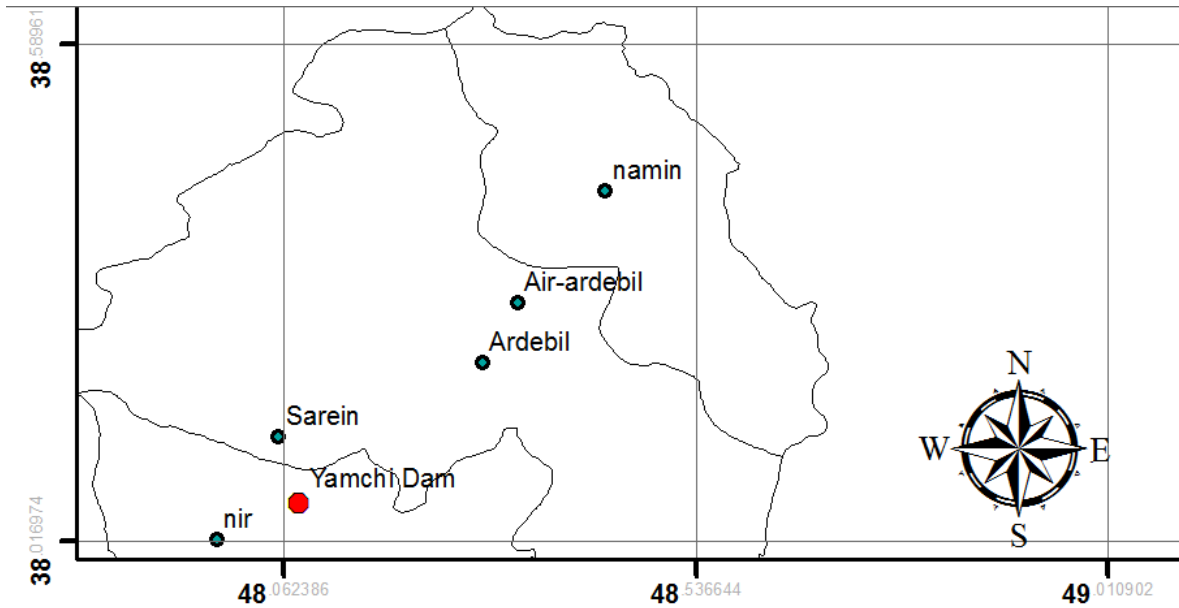 38.58961
namin
Air-ardebil
Ardebil
N
Sarein
W
E
Yamchi Dam
nir
S
38.016974
48.062386
48.536644
49.010902